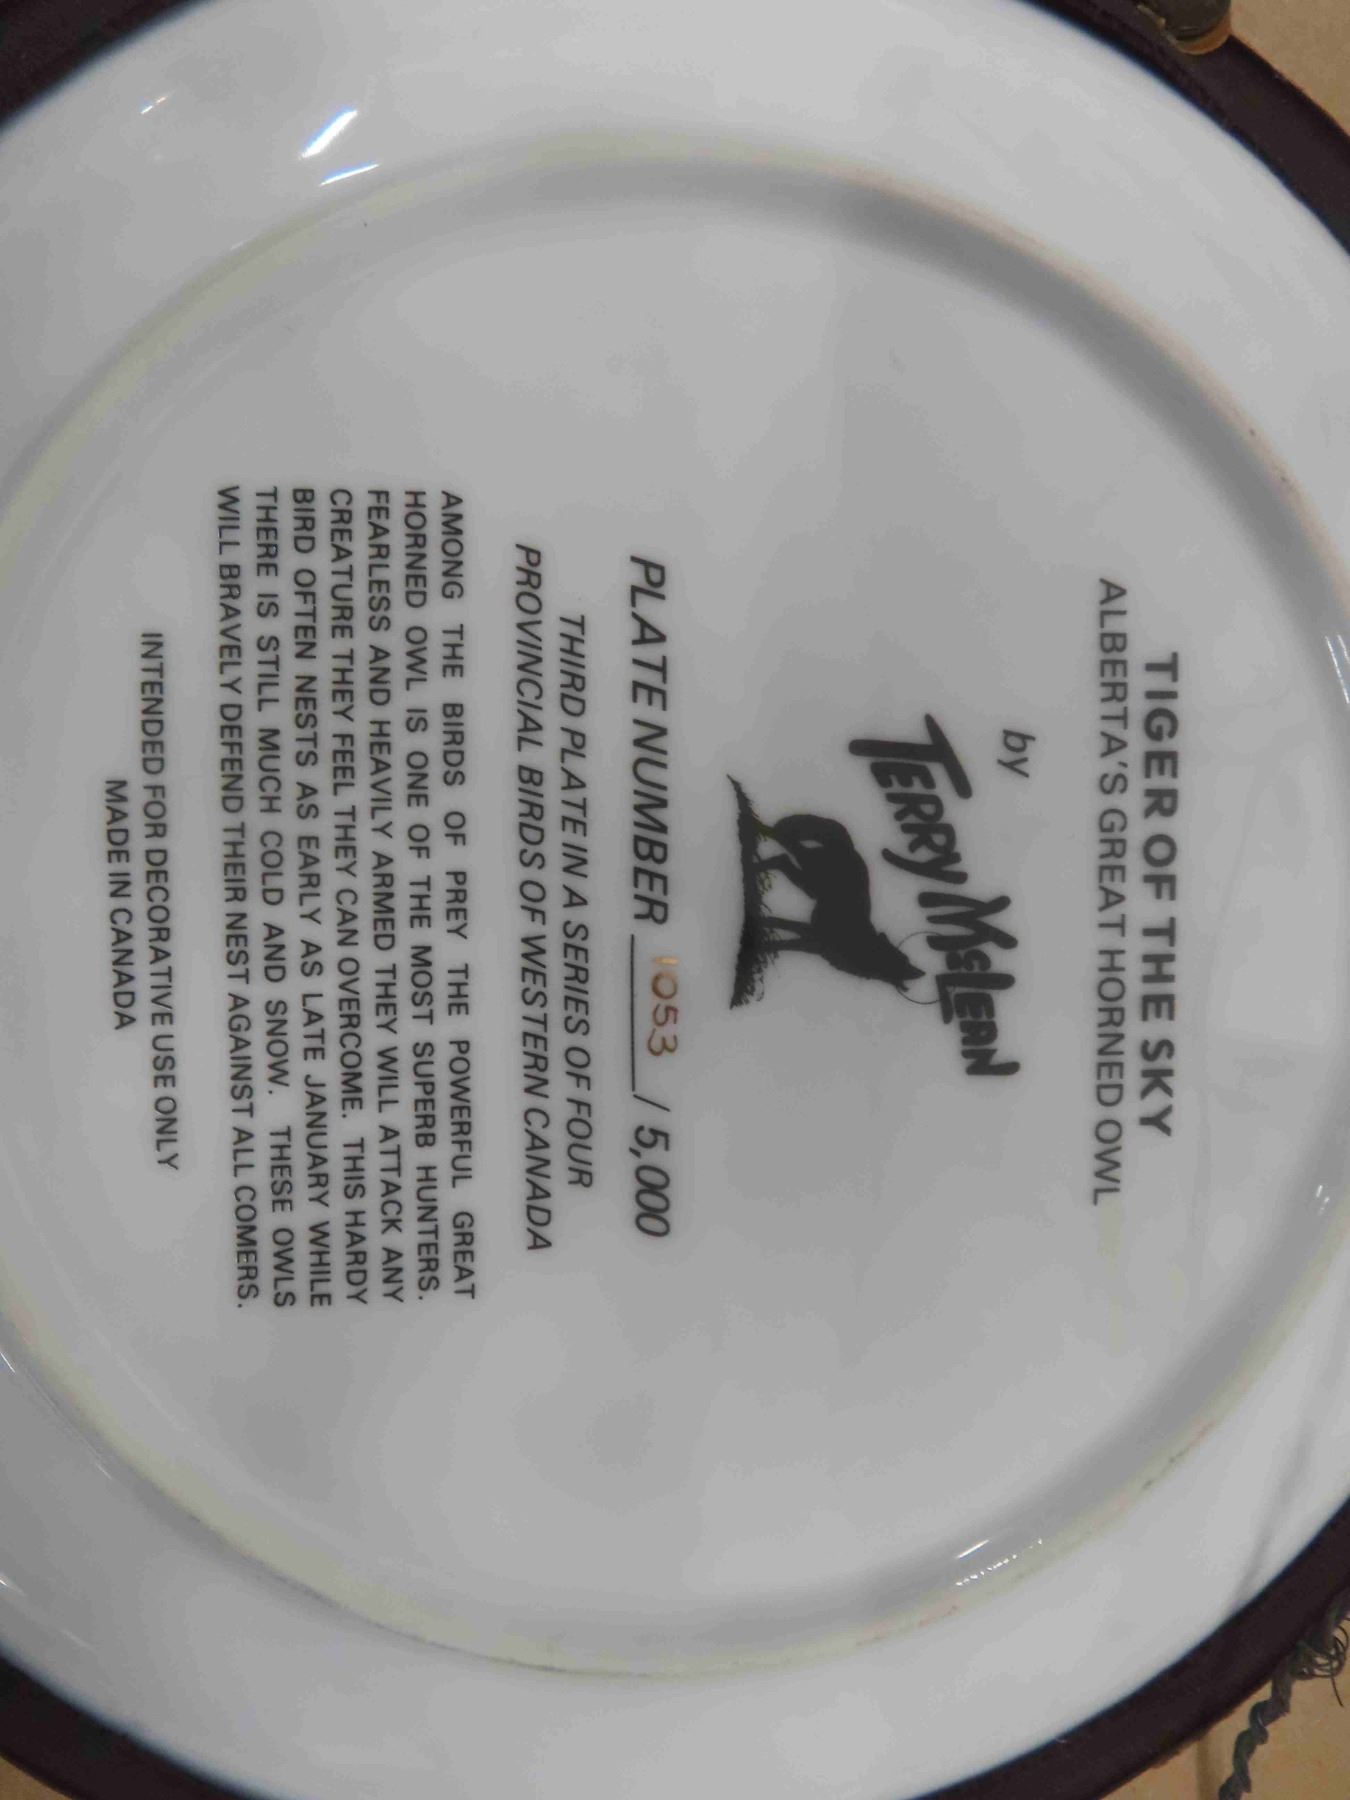 TIGER OF THE SKY
ALBERTA'S GREAT HORNED OWL
by
TERRY McLEAN
PLATE NUMBER 1053 / 5,000
THIRD PLATE IN A SERIES OF FOUR
PROVINCIAL BIRDS OF WESTERN CANADA
AMONG THE BIRDS OF PREY THE POWERFUL GREAT
HORNED OWL IS ONE OF THE MOST SUPERB HUNTERS.
FEARLESS AND HEAVILY ARMED THEY WILL ATTACK ANY
CREATURE THEY FEEL THEY CAN OVERCOME. THIS HARDY
BIRD OFTEN NESTS AS EARLY AS LATE JANUARY WHILE
THERE IS STILL MUCH COLD AND SNOW. THESE OWLS
WILL BRAVELY DEFEND THEIR NEST AGAINST ALL COMERS.
INTENDED FOR DECORATIVE USE ONLY
MADE IN CANADA